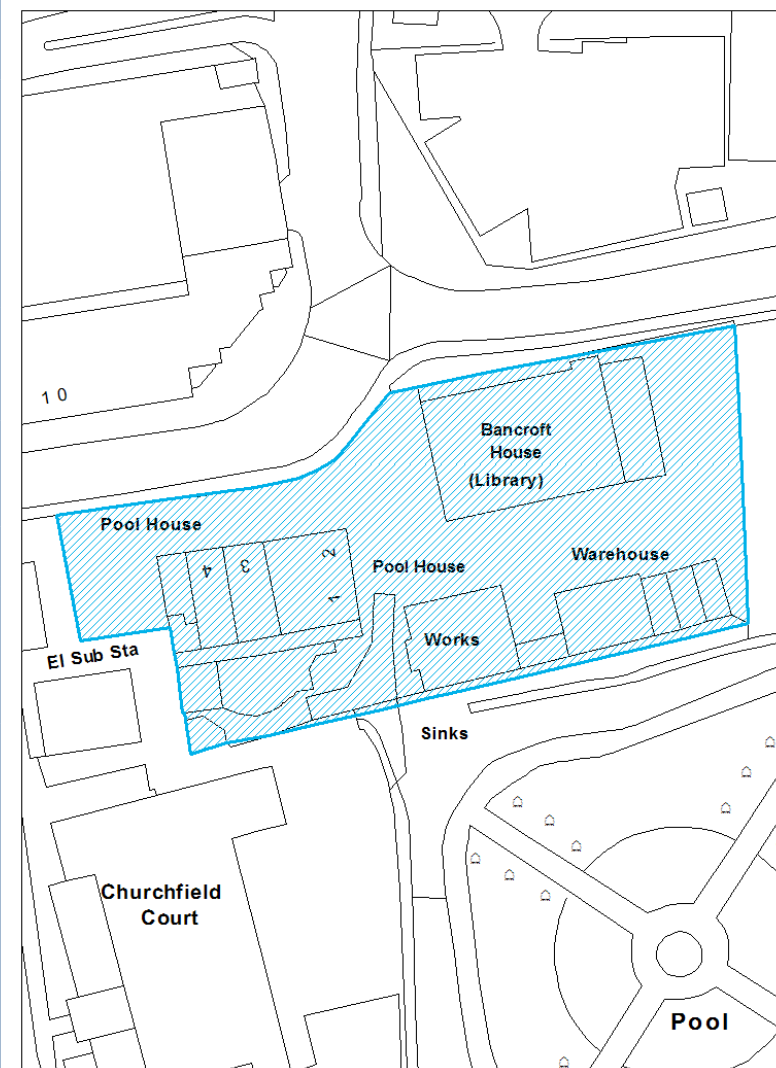 1 0
Bancroft
House
(Library)
Pool House
Warehouse
Pool House
4
3
2
1
Works
El Sub Sta
Sinks
Churchfield
Court
Pool